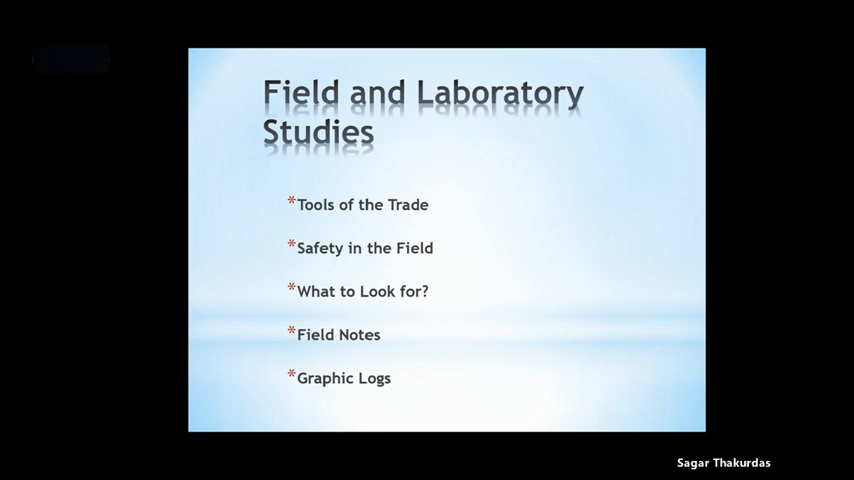 Field and Laboratory
Studies
*Tools of the Trade
*Safety in the Field
*What to Look for?
*Field Notes
*Graphic Logs
Sagar Thakurdas